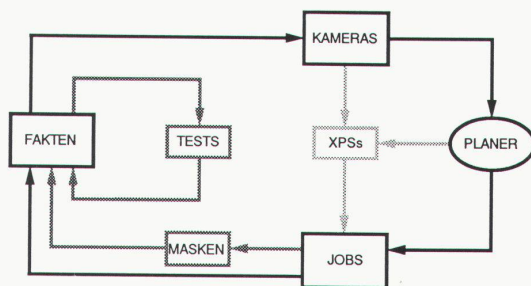 KAMERAS
FAKTEN
TESTS
XPSs
PLANER
MASKEN
JOBS